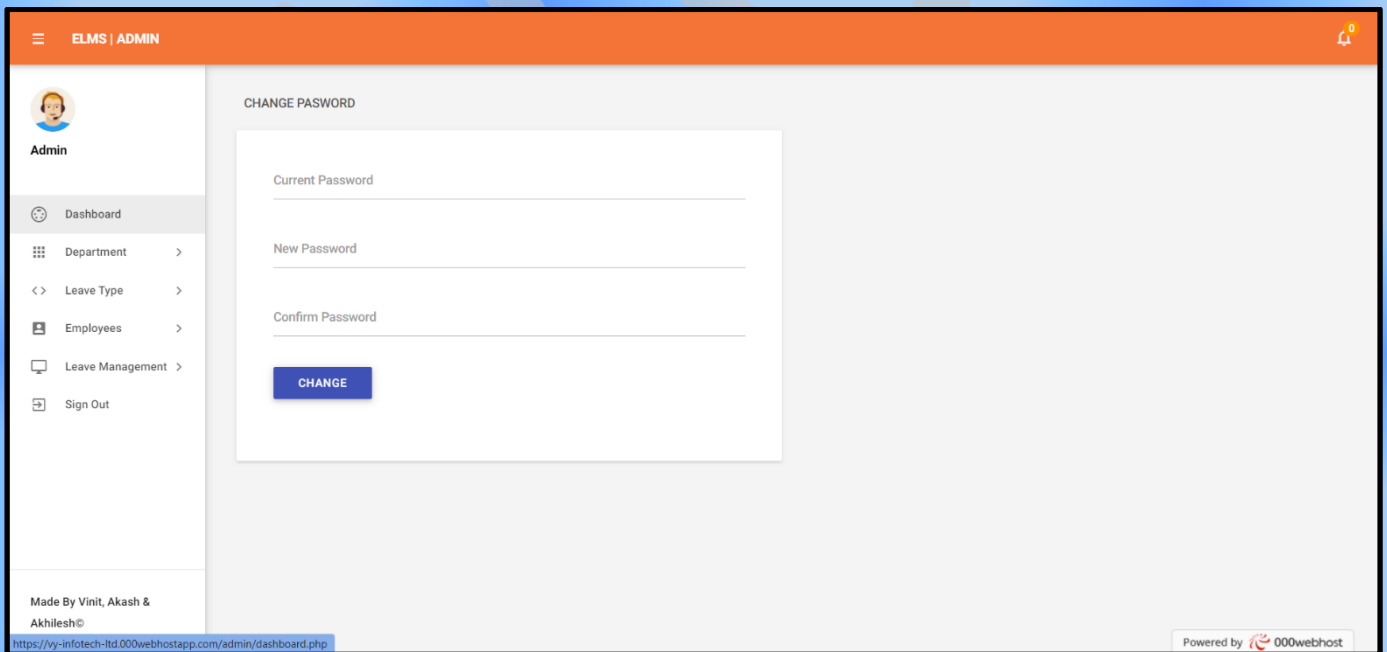 ELMS | ADMIN
0
Admin
Dashboard
Department
Leave Type
Employees
Leave Management
Sign Out
Made By Vinit, Akash &
Akhilesh©
CHANGE PASWORD
Current Password
New Password
Confirm Password
CHANGE
https://vy-infotech-ltd.000webhostapp.com/admin/dashboard.php
Powered by 000webhost